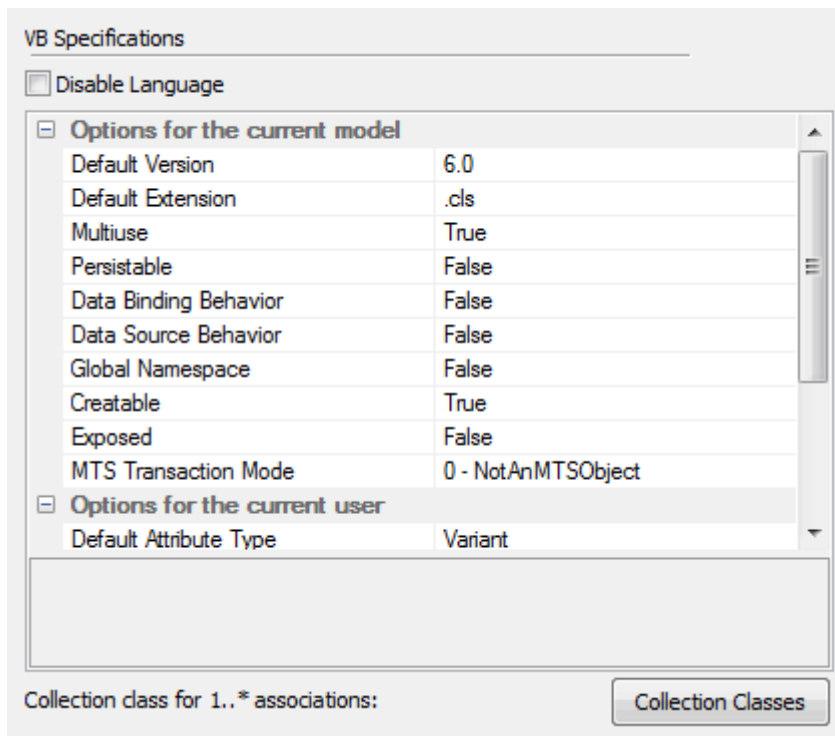 VB Specifications
Disable Language
Options for the current model
Default Version 6.0
Default Extension .cls
Multiuse True
Persistable False
Data Binding Behavior False
Data Source Behavior False
Global Namespace False
Creatable True
Exposed False
MTS Transaction Mode 0 - NotAnMTSObject
Options for the current user
Default Attribute Type Variant
Collection class for 1..* associations: Collection Classes